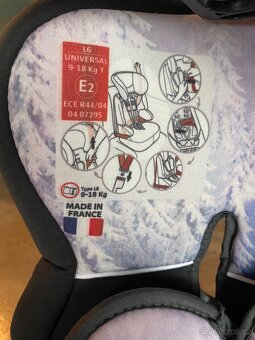 L6
UNIVERSAL
9-18 Kg Y
E2
ECE R44/04
04 07295
Type L6
9-18 Kg
MADE IN
FRANCE